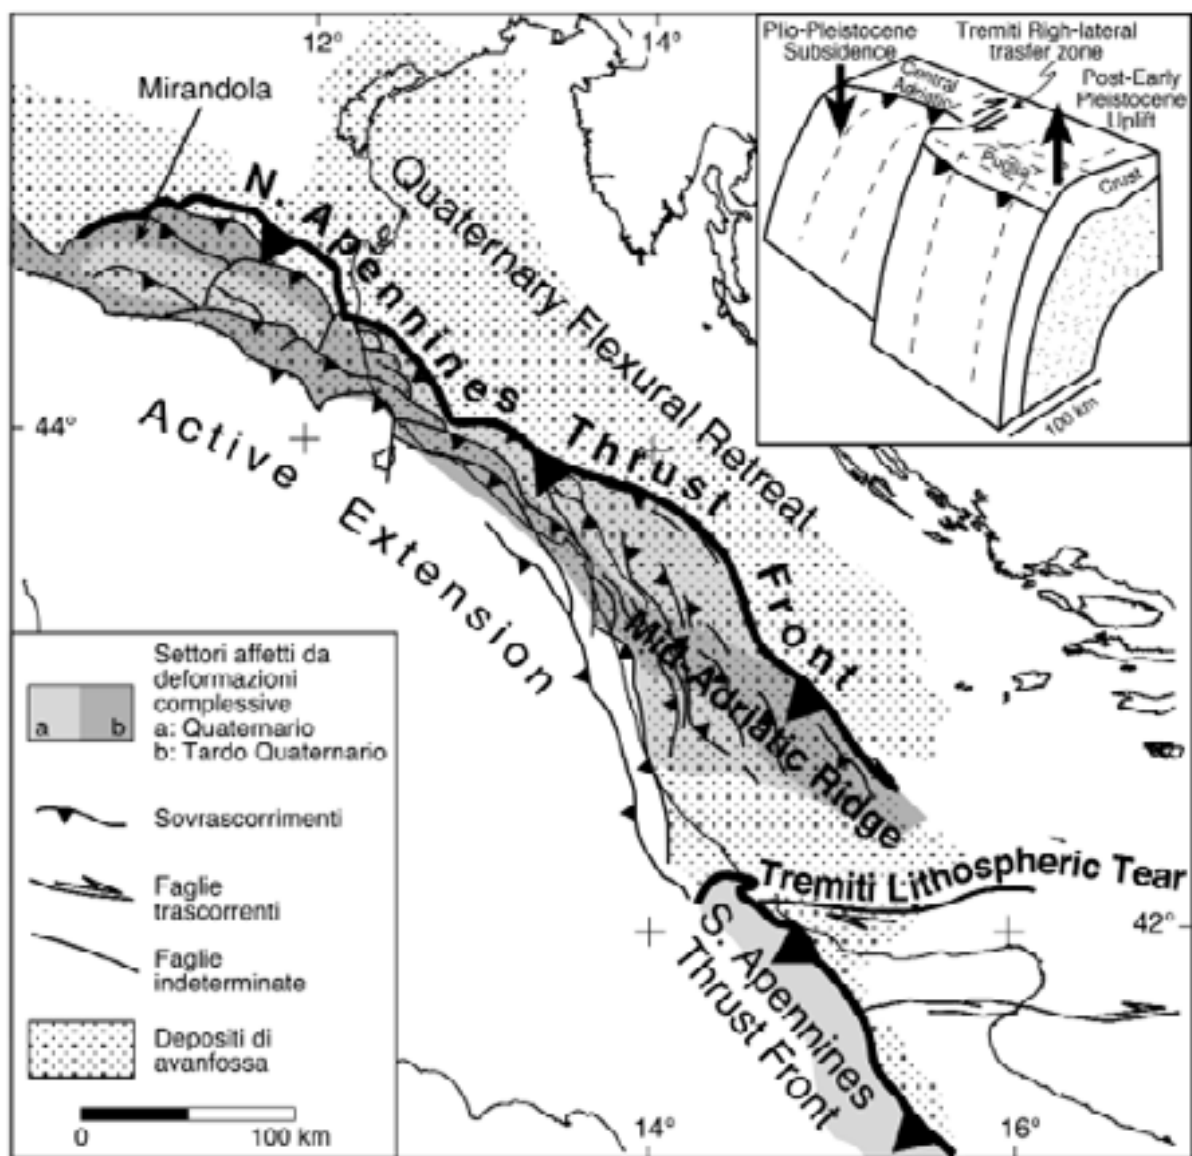 12°
14°
Mirandola
N. Apennines Thrust Front
Quaternary Flexural Retreat
Plio-Pleistocene
Subsidence
Tremiti Righ-lateral
trasfer zone
Post-Early
Pleistocene
Uplift
Central
Adriatic
Puglia
Crust
100 km
44°
Active Extension
Mid-Adriatic Ridge
Tremiti Lithospheric Tear
42°
S. Apennines
Thrust Front
14°
16°
Settori affetti da
deformazioni
complessive
a: Quaternario
b: Tardo Quaternario
a b
Sovrascorrimenti
Faglie
trascorrenti
Faglie
indeterminate
Depositi di
avanfossa
0 100 km